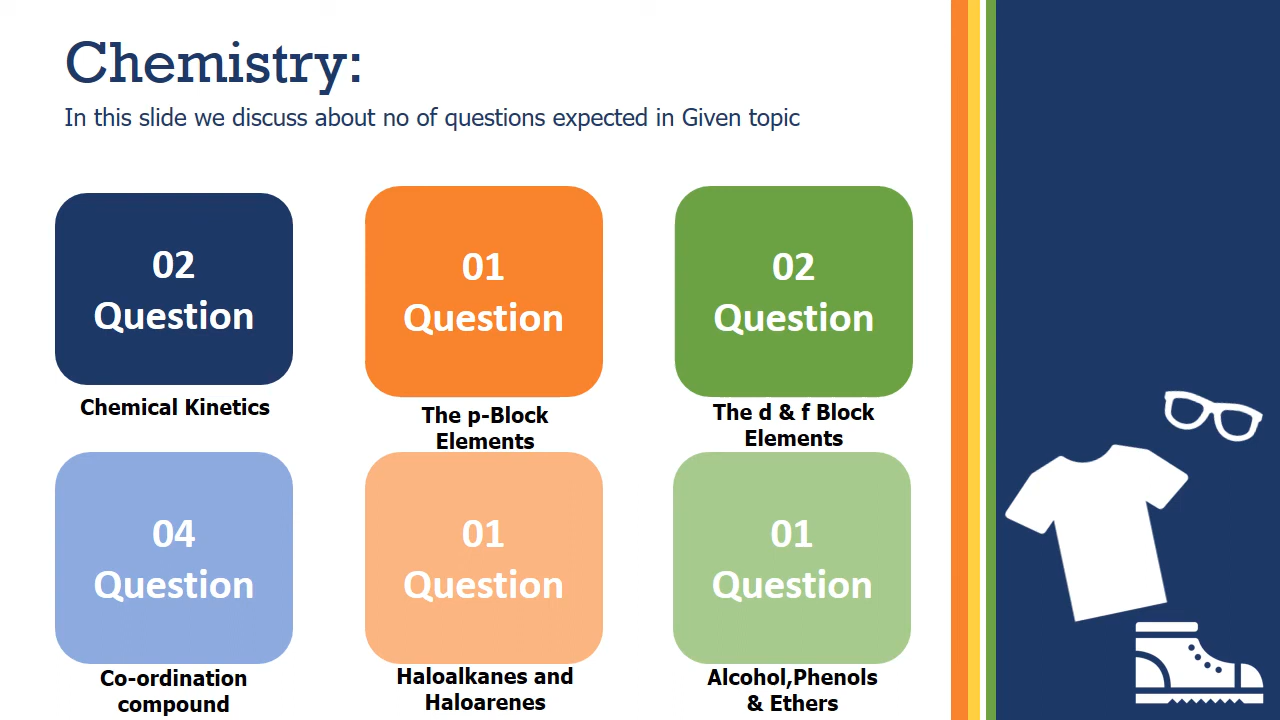 Chemistry:
In this slide we discuss about no of questions expected in Given topic
02
Question
Chemical Kinetics
01
Question
The p-Block
Elements
02
Question
The d & f Block
Elements
04
Question
Co-ordination
compound
01
Question
Haloalkanes and
Haloarenes
01
Question
Alcohol,Phenols
& Ethers